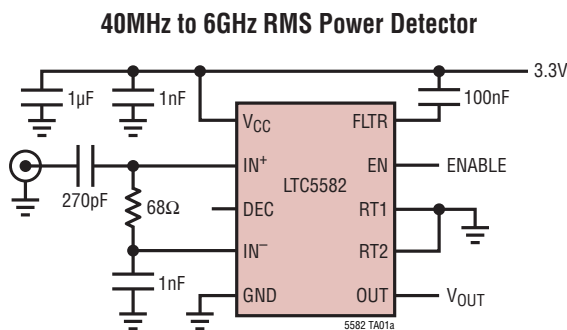 40MHz to 6GHz RMS Power Detector
3.3V
1µF
1nF
100nF
VCC
FLTR
IN+
EN
ENABLE
LTC5582
270pF
68Ω
DEC
RT1
IN−
RT2
1nF
GND
OUT
VOUT
5582 TA01a